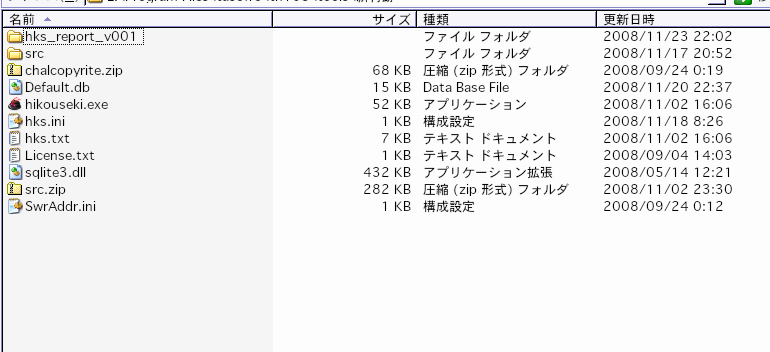 名前 サイズ 種類 更新日時
hks_report_v001 ファイル フォルダ 2008/11/23 22:02
src ファイル フォルダ 2008/11/17 20:52
chalcopyrite.zip 68 KB 圧縮 (zip 形式) フォルダ 2008/09/24 0:19
Default.db 15 KB Data Base File 2008/11/20 22:37
hikouseki.exe 52 KB アプリケーション 2008/11/02 16:06
hks.ini 1 KB 構成設定 2008/11/18 8:26
hks.txt 7 KB テキスト ドキュメント 2008/11/02 16:06
License.txt 1 KB テキスト ドキュメント 2008/09/04 14:03
sqlite3.dll 432 KB アプリケーション拡張 2008/05/14 12:21
src.zip 282 KB 圧縮 (zip 形式) フォルダ 2008/11/02 23:30
SwrAddr.ini 1 KB 構成設定 2008/09/24 0:12